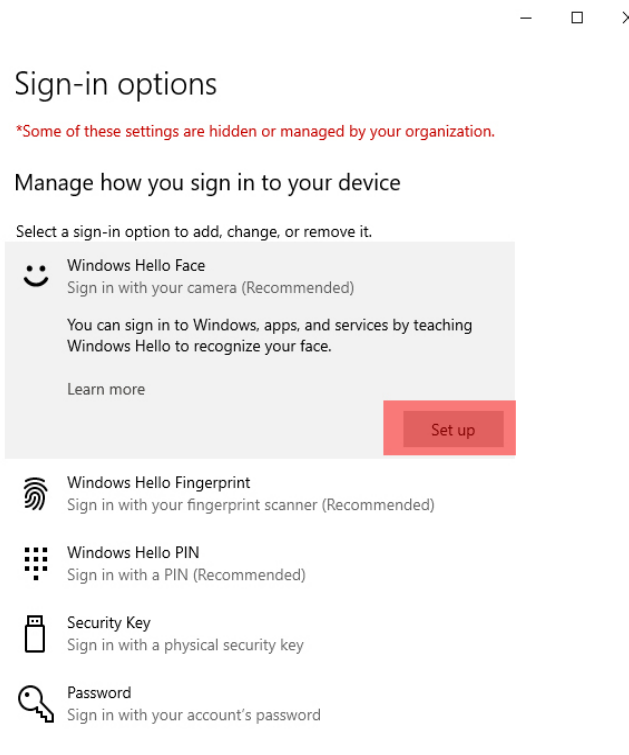 Sign-in options
*Some of these settings are hidden or managed by your organization.
Manage how you sign in to your device
Select a sign-in option to add, change, or remove it.
Windows Hello Face
Sign in with your camera (Recommended)
You can sign in to Windows, apps, and services by teaching
Windows Hello to recognize your face.
Learn more
Set up
Windows Hello Fingerprint
Sign in with your fingerprint scanner (Recommended)
Windows Hello PIN
Sign in with a PIN (Recommended)
Security Key
Sign in with a physical security key
Password
Sign in with your account's password